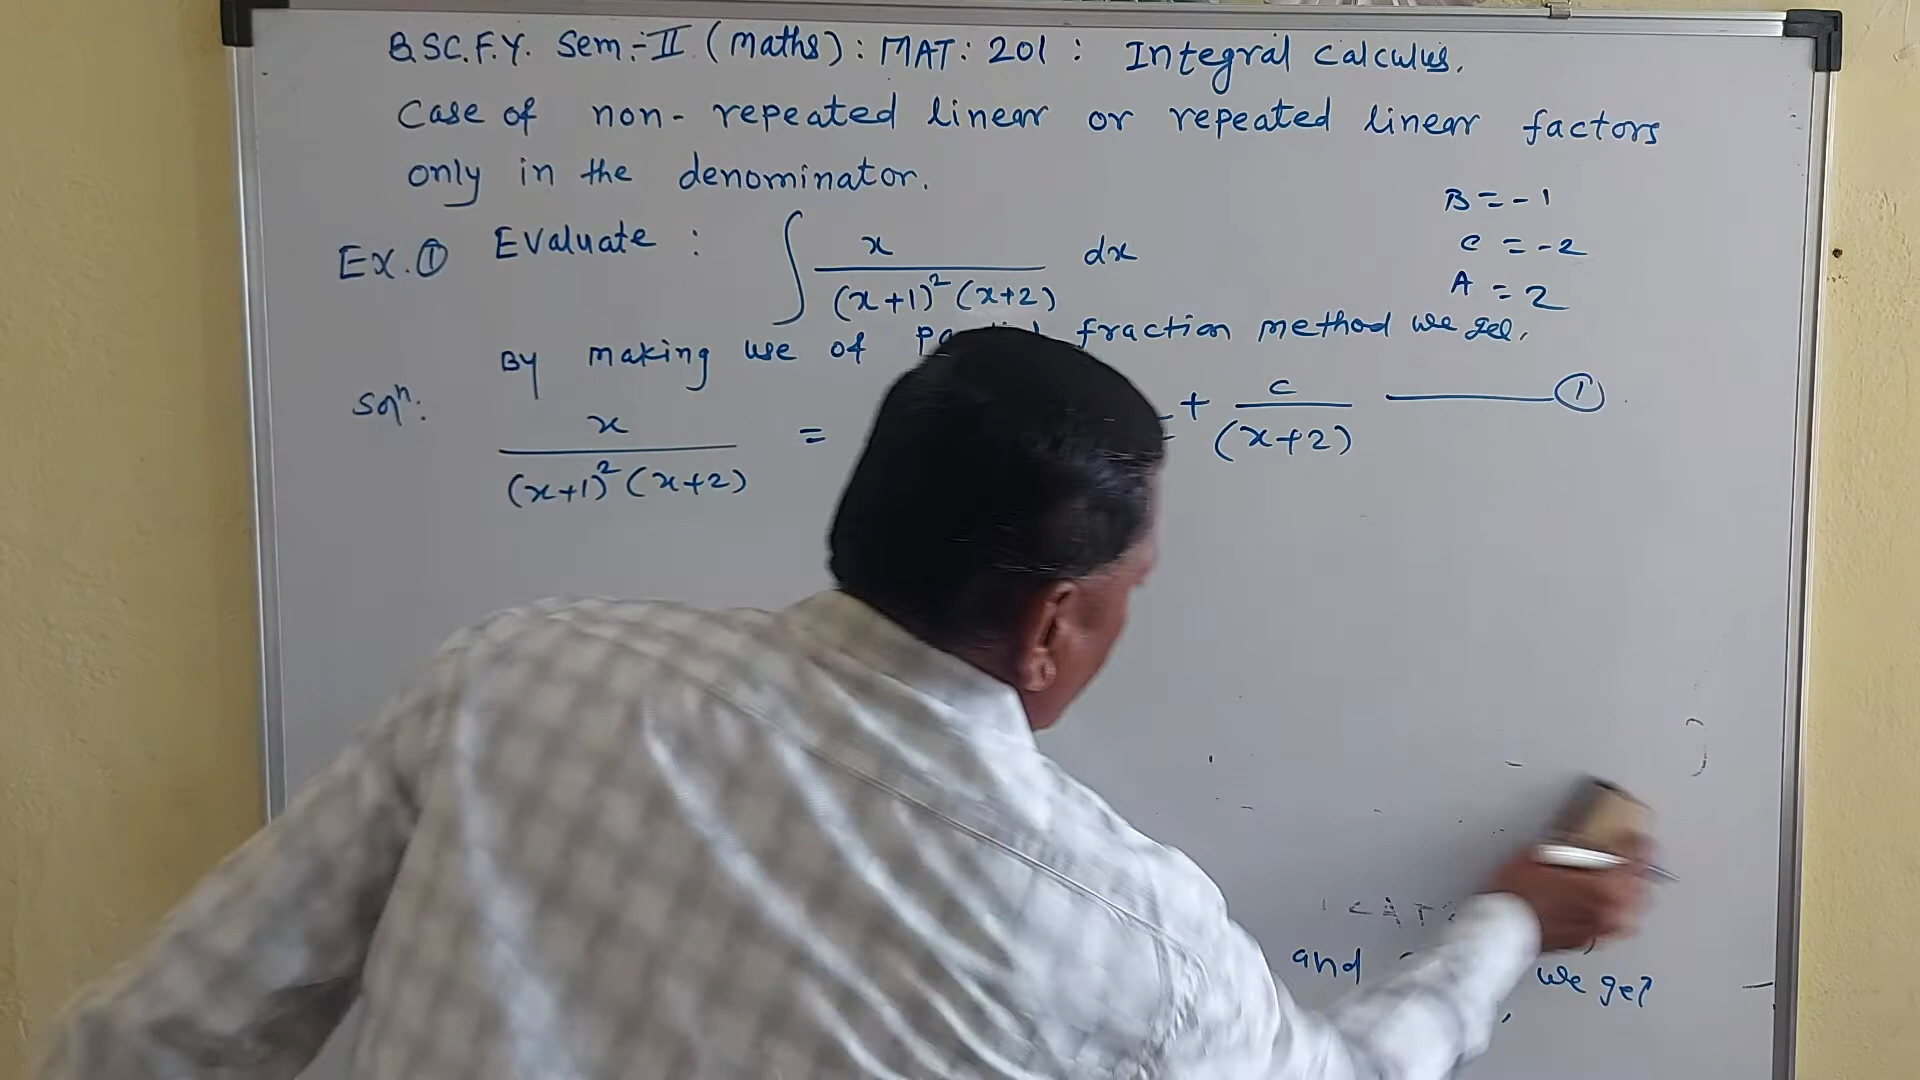 B.SC.F.Y. Sem:-II (Maths): MAT: 201 : Integral Calculus.
Case of non-repeated linear or repeated linear factors
only in the denominator.
B = -1
C = -2
A = 2
Ex.① Evaluate : ∫ x / (x+1)² (x+2) dx
By making use of fraction method we get,
Solⁿ: x / (x+1)² (x+2) = + C / (x+2) ——— ①
and we get